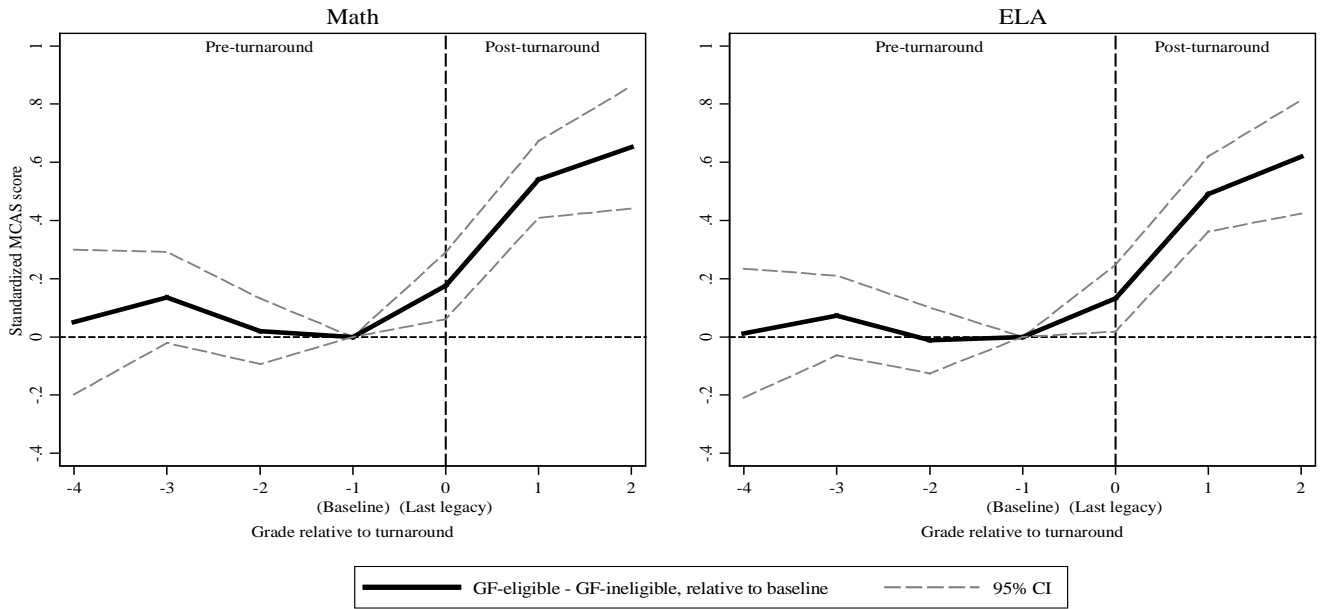 Math
Pre-turnaround
Post-turnaround
Standardized MCAS score
1
.8
.6
.4
.2
0
-.2
-.4
-4
-3
-2
-1
0
1
2
(Baseline)
(Last legacy)
Grade relative to turnaround
ELA
Pre-turnaround
Post-turnaround
1
.8
.6
.4
.2
0
-.2
-.4
-4
-3
-2
-1
0
1
2
(Baseline)
(Last legacy)
Grade relative to turnaround
GF-eligible - GF-ineligible, relative to baseline
95% CI